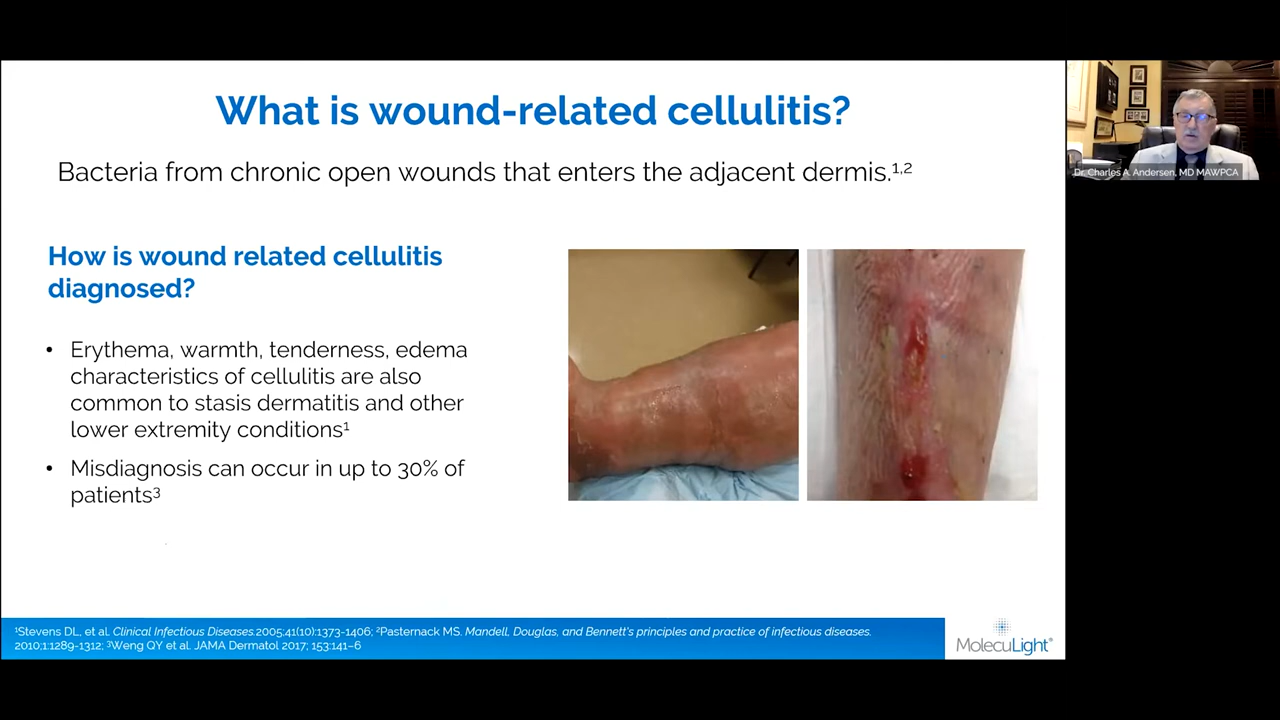 What is wound-related cellulitis?
Bacteria from chronic open wounds that enters the adjacent dermis.1,2
How is wound related cellulitis
diagnosed?
• Erythema, warmth, tenderness, edema
characteristics of cellulitis are also
common to stasis dermatitis and other
lower extremity conditions1
• Misdiagnosis can occur in up to 30% of
patients3
1Stevens DL, et al. Clinical Infectious Diseases.2005;41(10):1373-1406; 2Pasternack MS. Mandell, Douglas, and Bennett's principles and practice of infectious diseases.
2010;1:1289-1312; 3Weng QY et al. JAMA Dermatol 2017; 153:141–6
MolecuLight®
Dr. Charles A. Andersen, MD MAWPCA